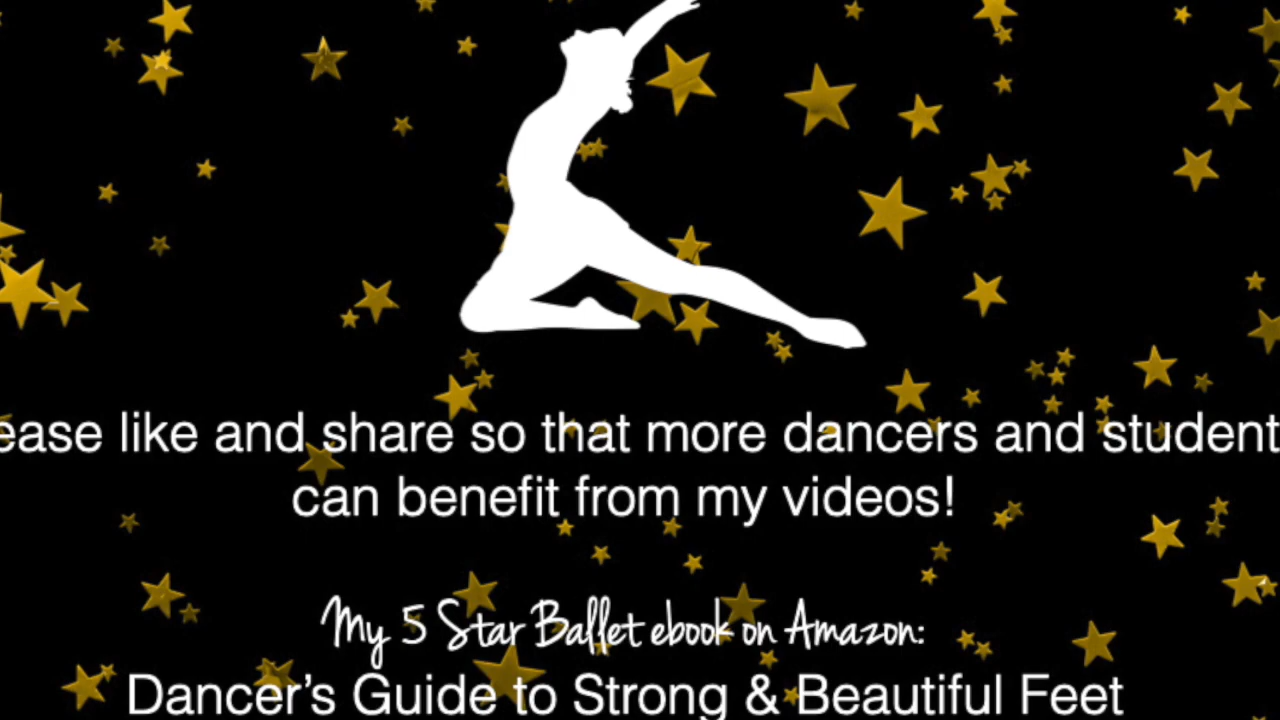 ease like and share so that more dancers and student
can benefit from my videos!
My 5 Star Ballet ebook on Amazon:
Dancer's Guide to Strong & Beautiful Feet